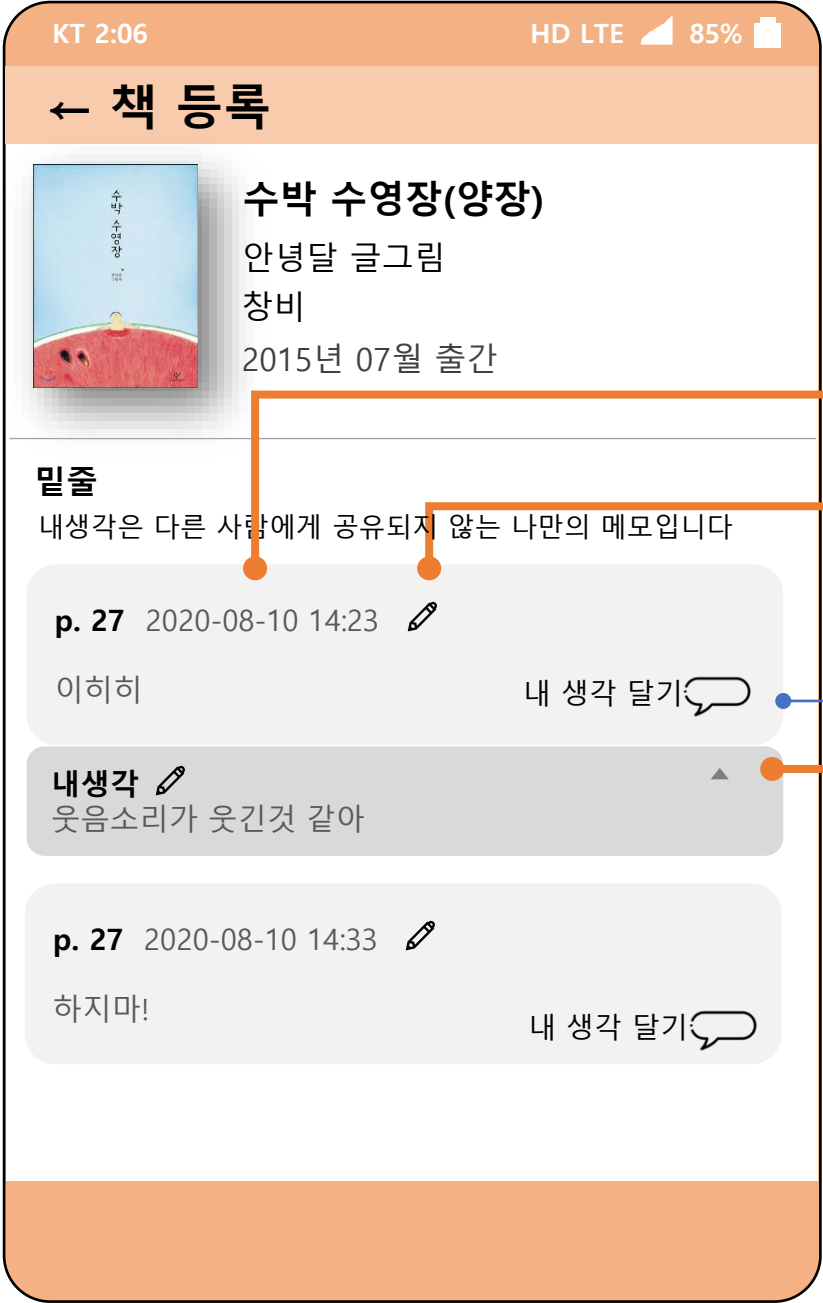 KT 2:06 HD LTE 85%
← 책 등록
수박 수영장
수박 수영장(양장)
안녕달 글그림
창비
2015년 07월 출간
밑줄
내생각은 다른 사람에게 공유되지 않는 나만의 메모입니다
p. 27 2020-08-10 14:23
이히히
내 생각 달기
내생각
웃음소리가 웃긴것 같아
p. 27 2020-08-10 14:33
하지마!
내 생각 달기